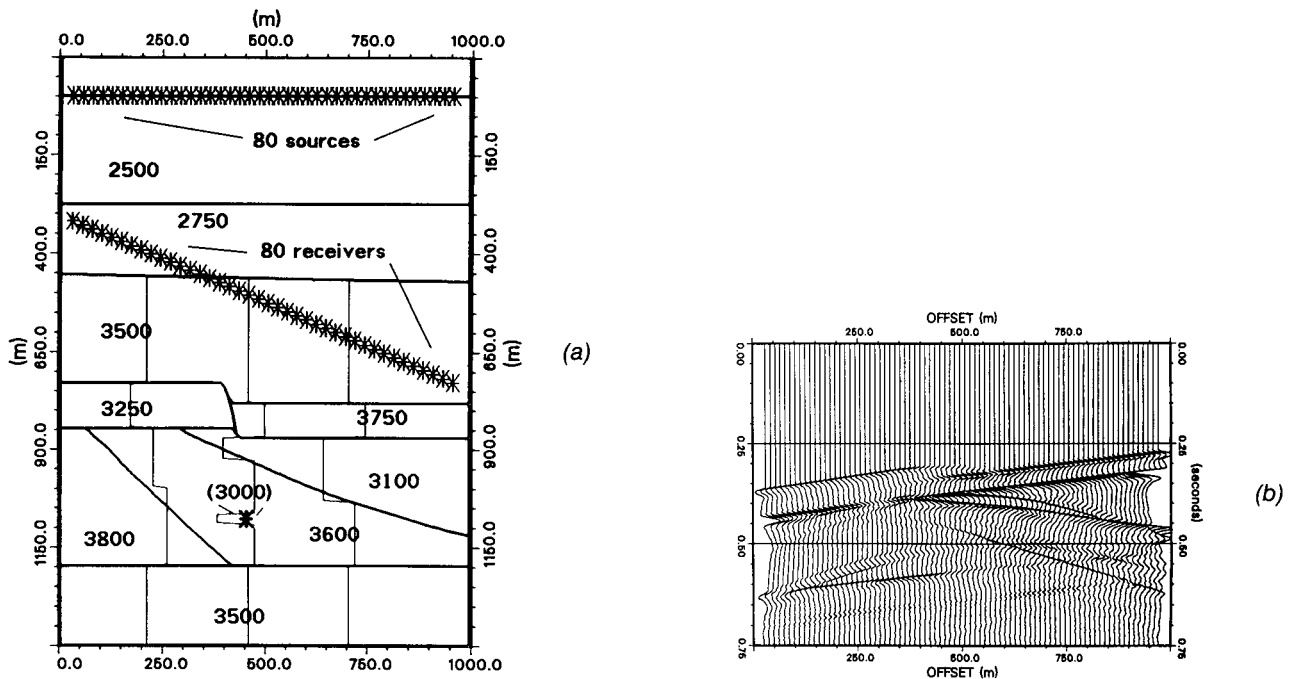 (m)
0.0 250.0 500.0 750.0 1000.0
80 sources
150.0 150.0
2500
2750
80 receivers
400.0 400.0
3500
(m) 650.0 650.0 (m)
(a)
3250
3750
900.0 900.0
3100
(3000)
3800
3600
1150.0 1150.0
3500
0.0 250.0 500.0 750.0 1000.0
OFFSET (m)
250.0 500.0 750.0
0.00 0.00
0.25 0.25
(seconds)
(b)
0.50 0.50
0.75 0.75
250.0 500.0 750.0
OFFSET (m)